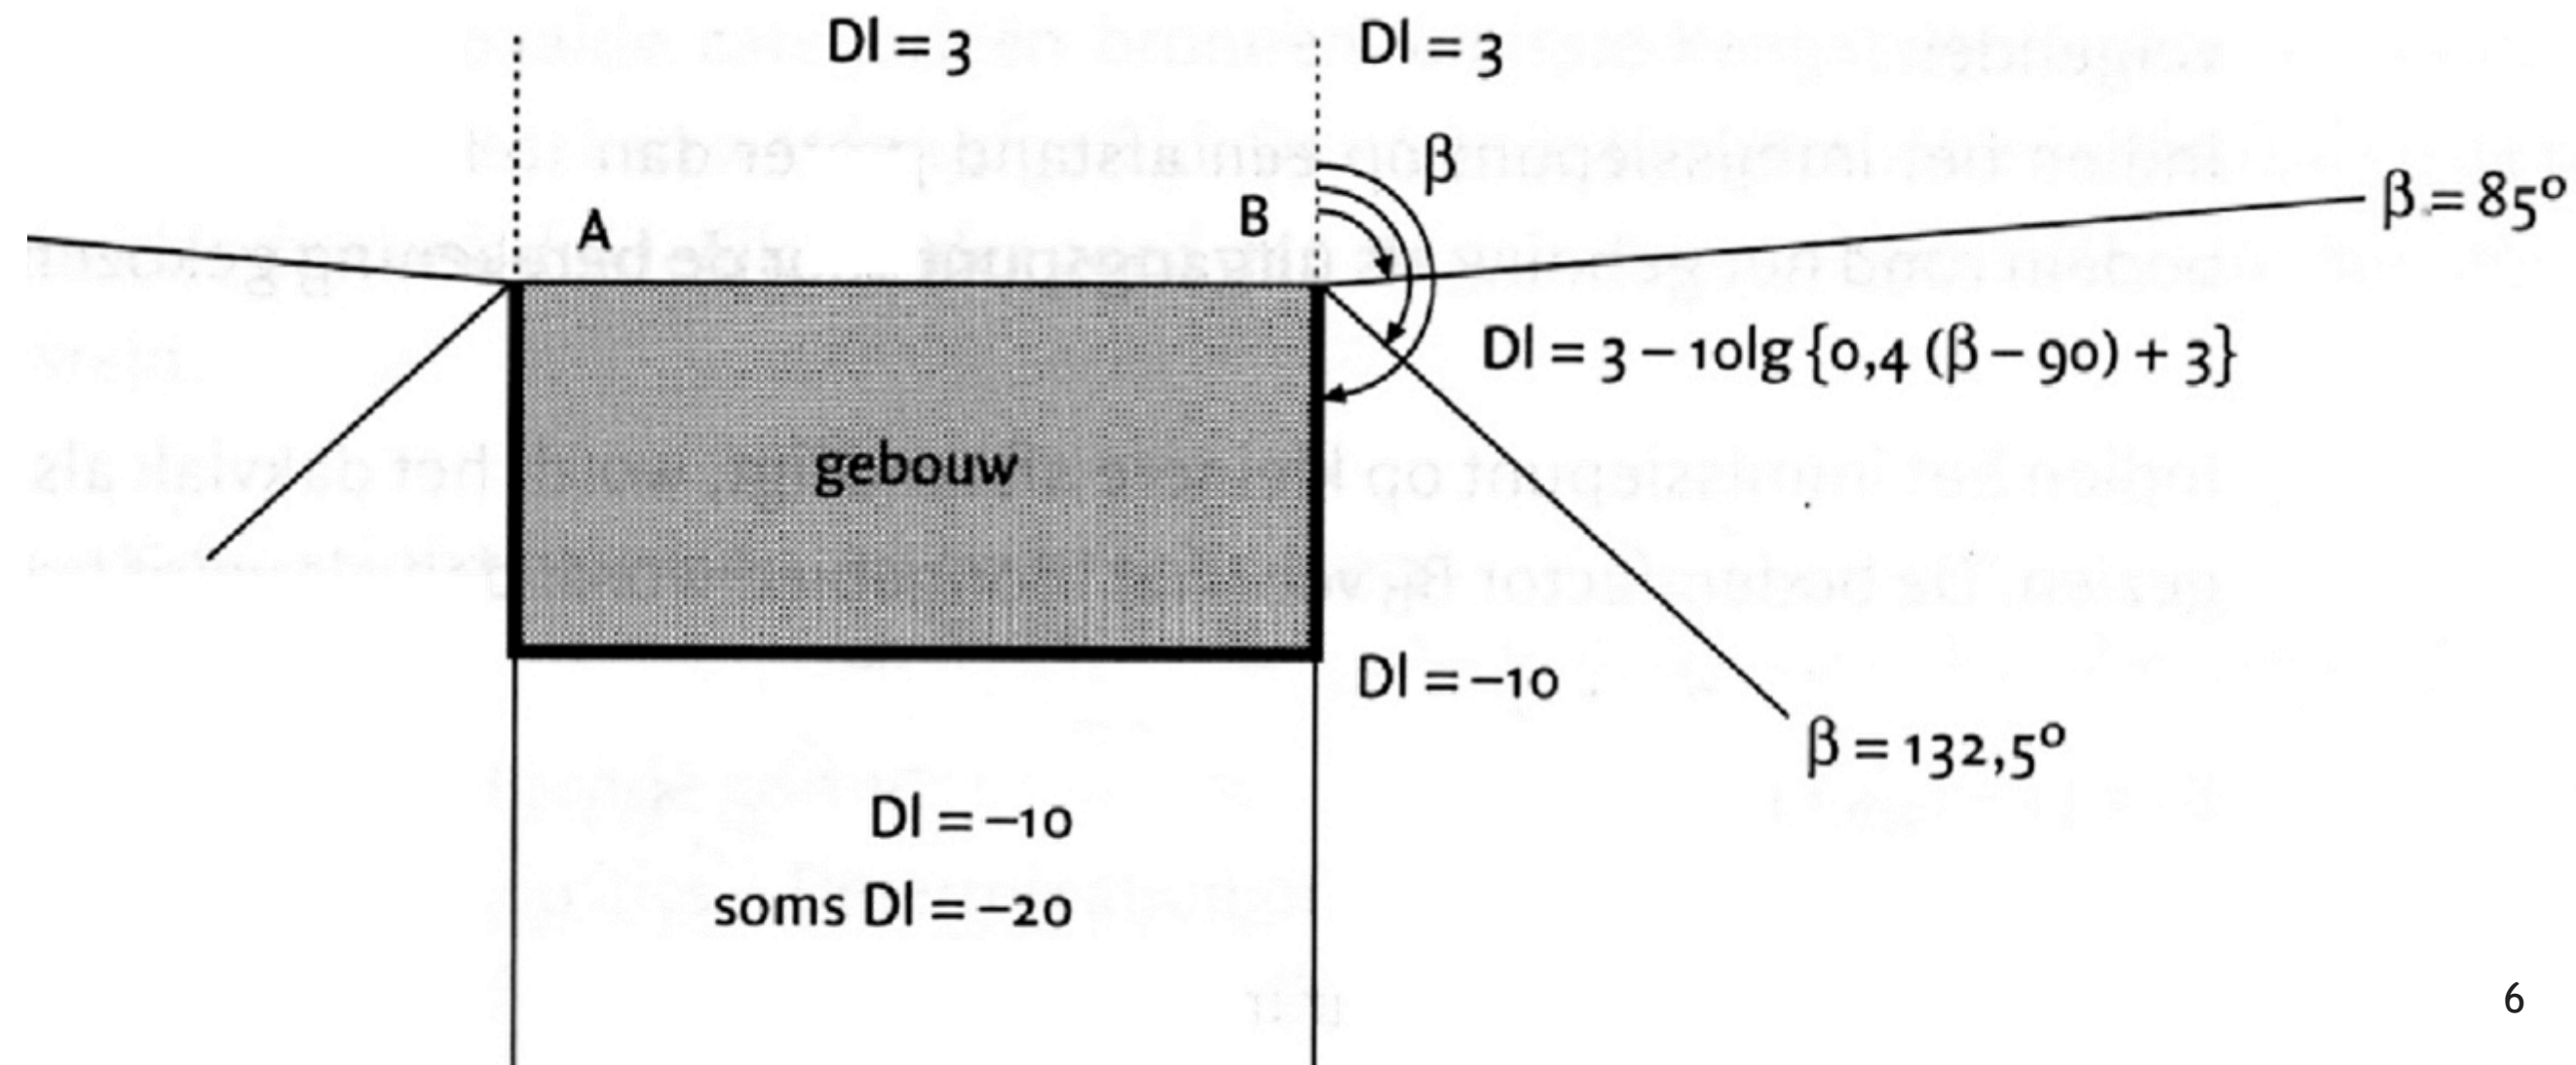 DI = 3
DI = 3
β
A
B
β = 85°
DI = 3 – 10lg {0,4 (β – 90) + 3}
gebouw
DI = –10
β = 132,5°
DI = –10
soms DI = –20
6